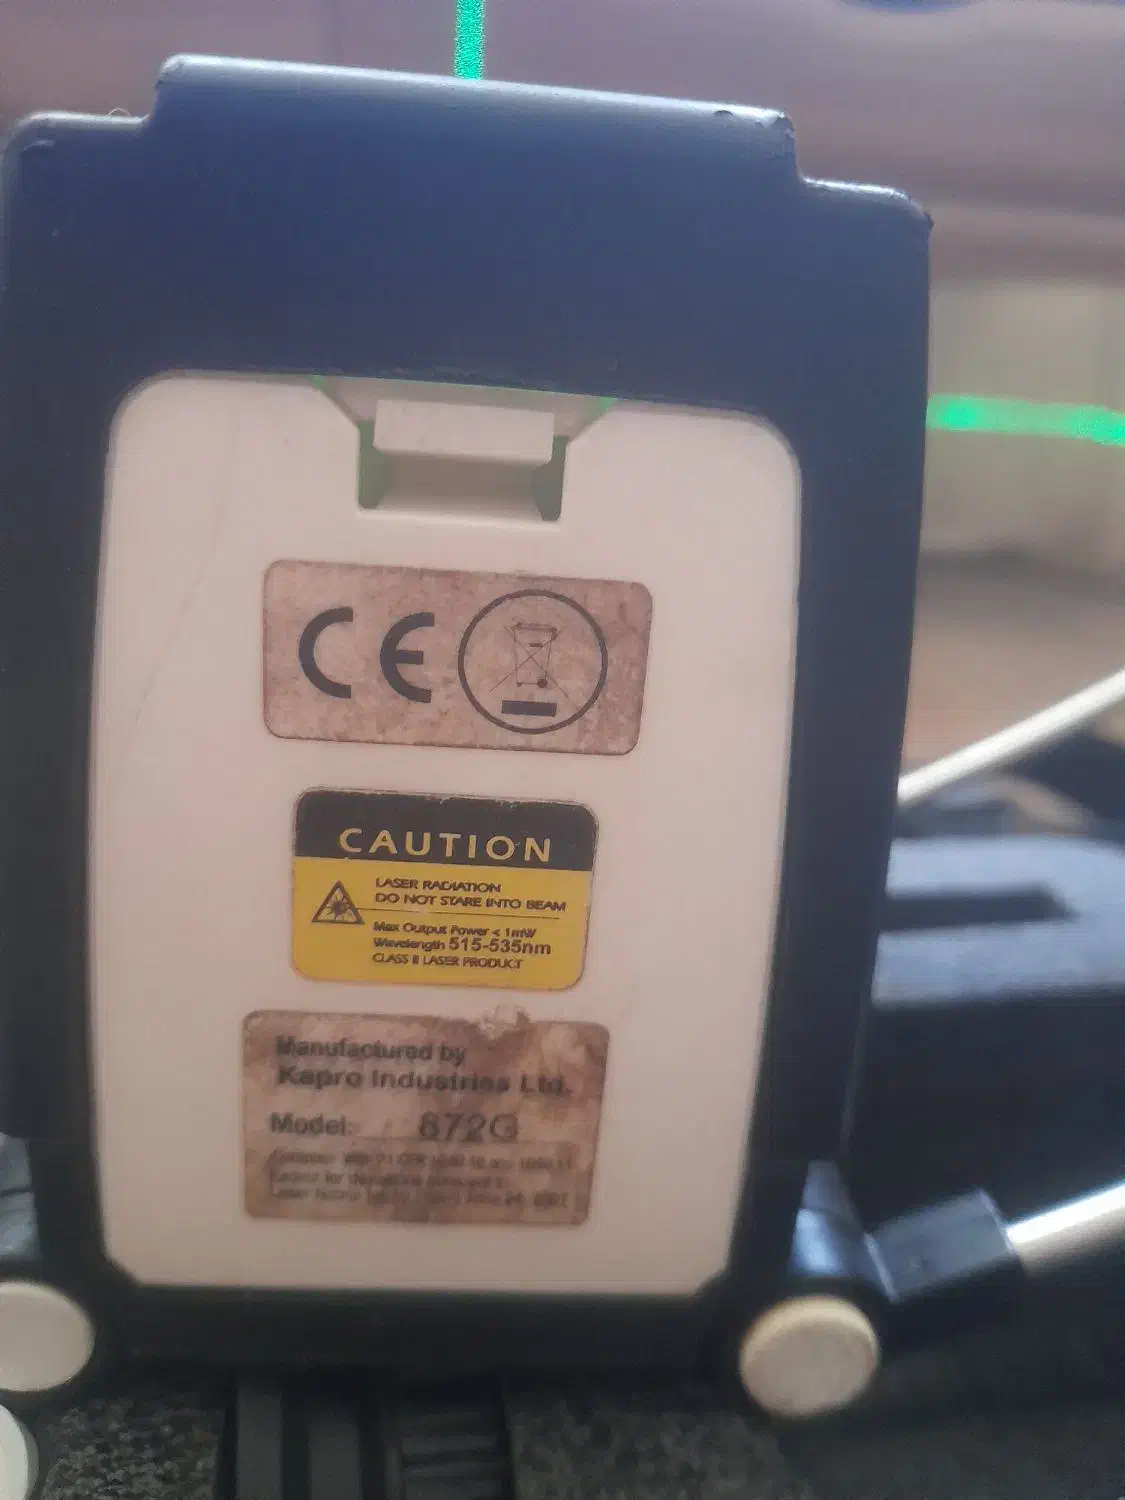 CE
CAUTION
LASER RADIATION
DO NOT STARE INTO BEAM
Max Output Power < 1mW
Wavelength 515-535nm
CLASS II LASER PRODUCT
Manufactured by
Kapro Industries Ltd.
Model: 872G